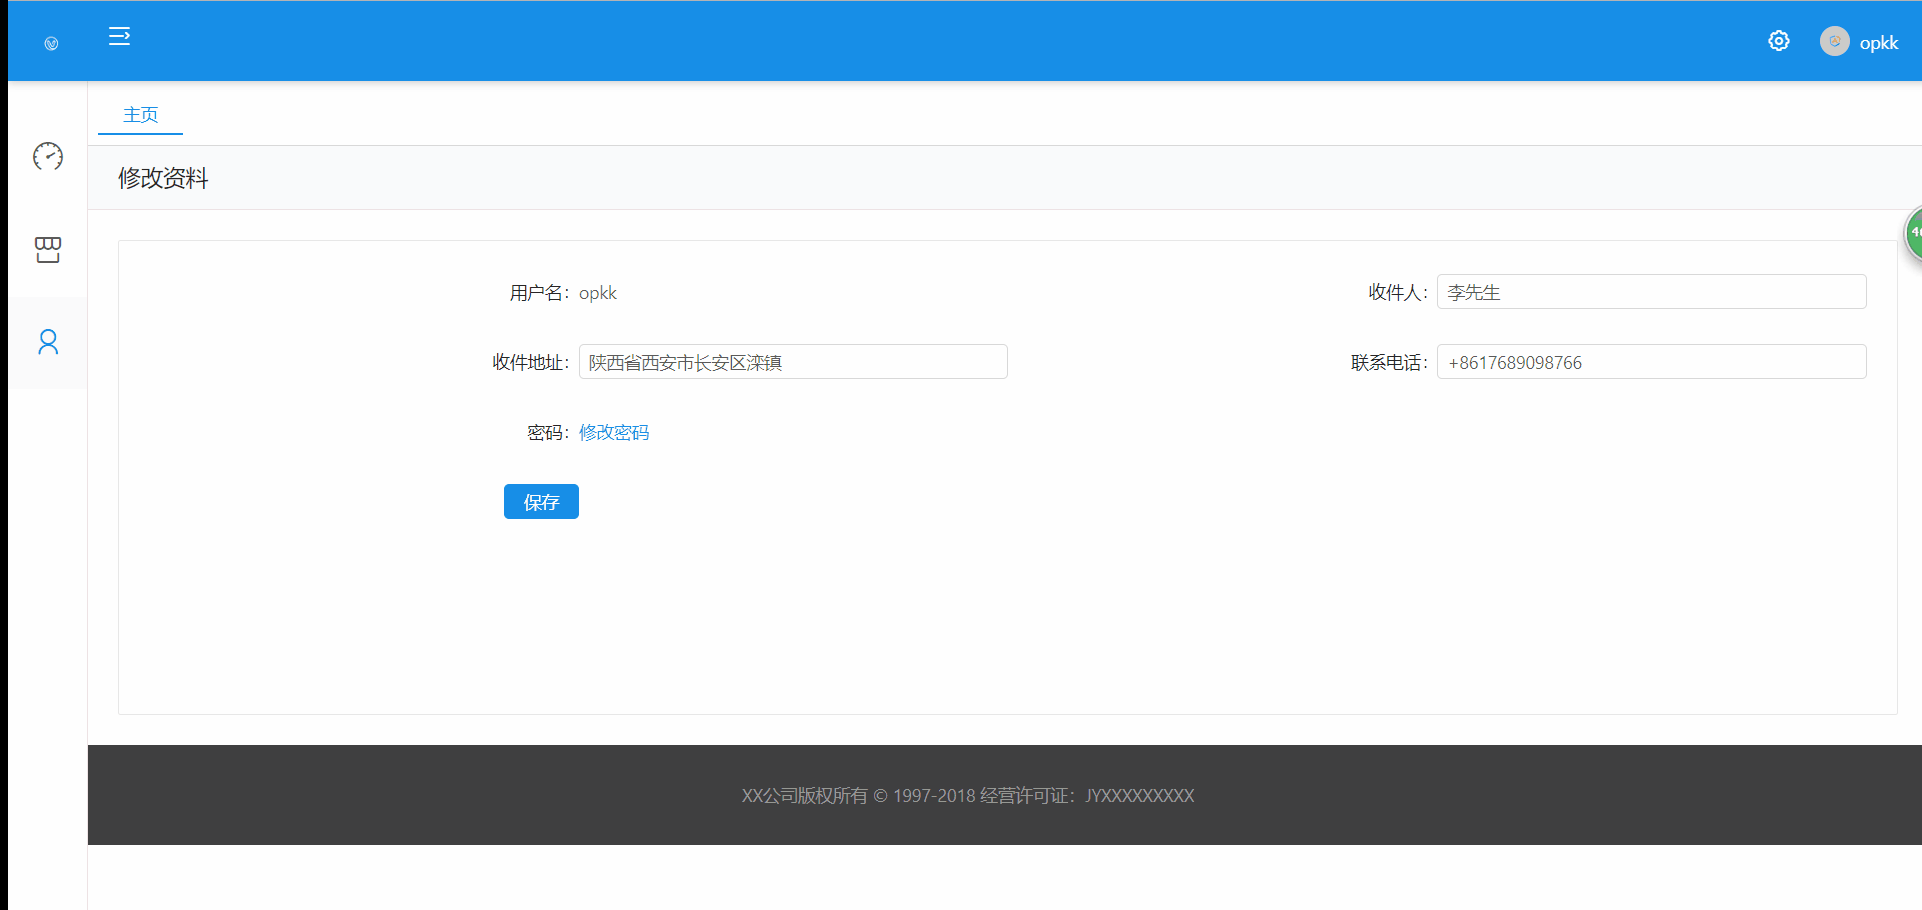 opkk
主页
修改资料
用户名：opkk
收件人：李先生
收件地址：陕西省西安市长安区滦镇
联系电话：+8617689098766
密码：修改密码
保存
XX公司版权所有 © 1997-2018 经营许可证：JYXXXXXXXXX